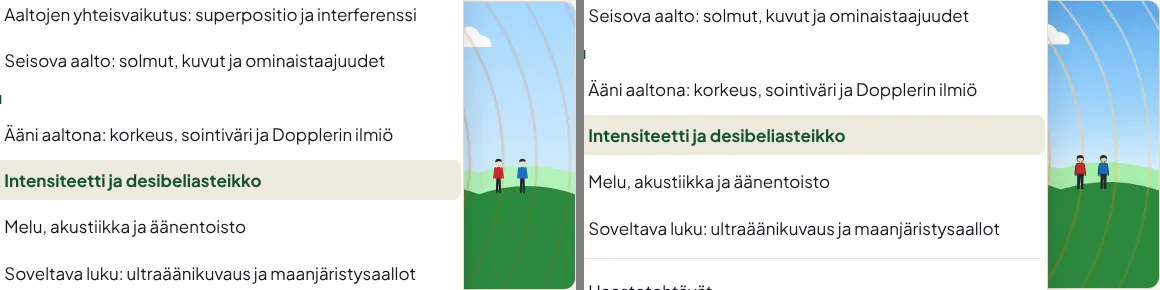 Aaltojen yhteisvaikutus: superpositio ja interferenssi
Seisova aalto: solmut, kuvut ja ominaistaajuudet
Ääni aaltona: korkeus, sointiväri ja Dopplerin ilmiö
Intensiteetti ja desibeliasteikko
Melu, akustiikka ja äänentoisto
Soveltava luku: ultraäänikuvaus ja maanjäristysaallot
Seisova aalto: solmut, kuvut ja ominaistaajuudet
Ääni aaltona: korkeus, sointiväri ja Dopplerin ilmiö
Intensiteetti ja desibeliasteikko
Melu, akustiikka ja äänentoisto
Soveltava luku: ultraäänikuvaus ja maanjäristysaallot